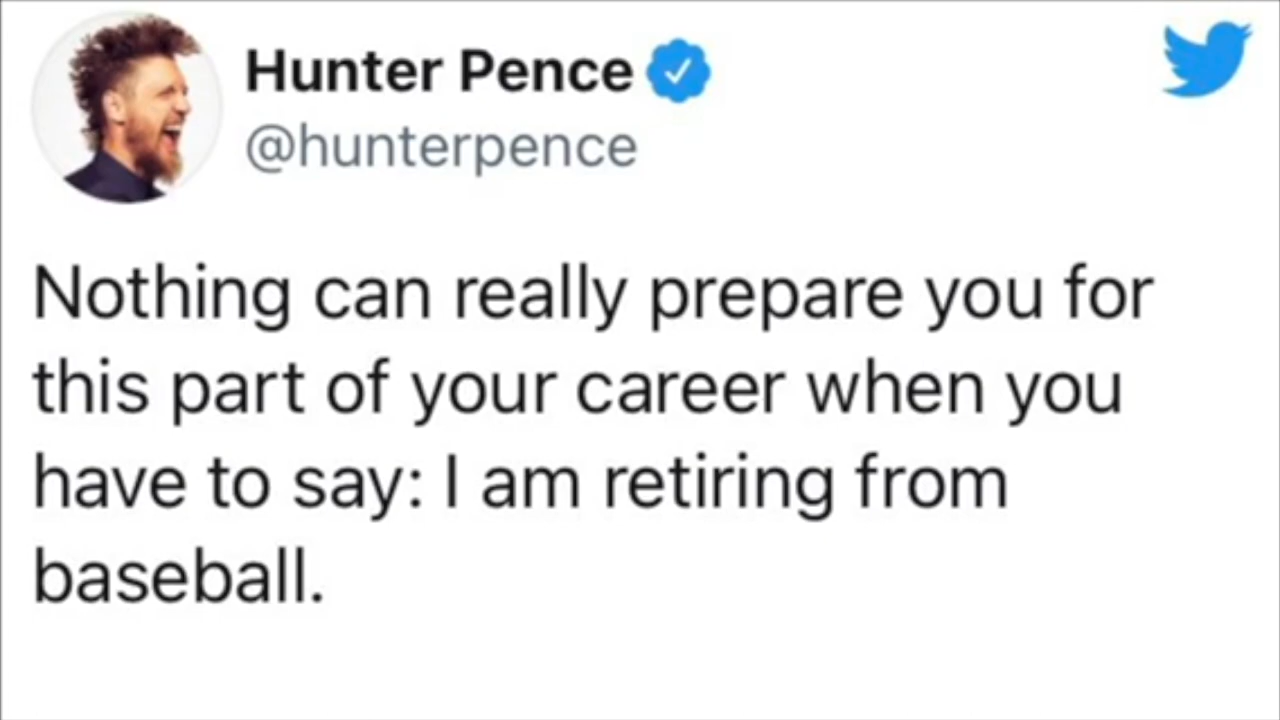 Hunter Pence
@hunterpence
Nothing can really prepare you for
this part of your career when you
have to say: I am retiring from
baseball.